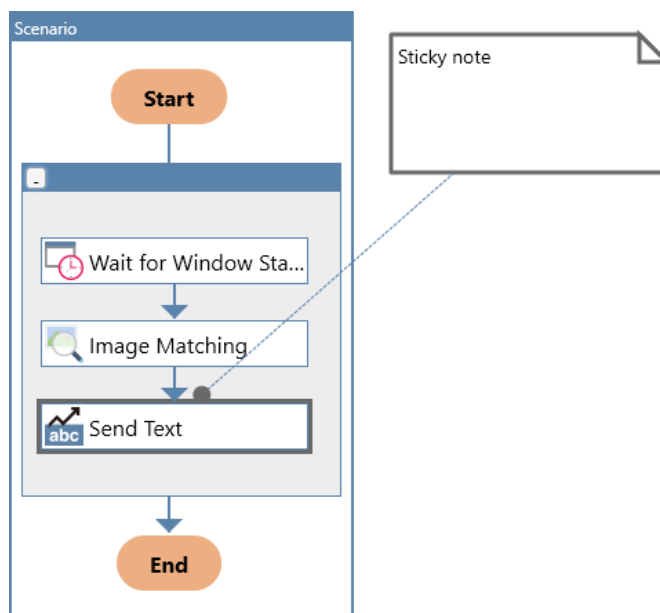 Scenario
Sticky note
Start
-
Wait for Window Sta...
Image Matching
abc
Send Text
End